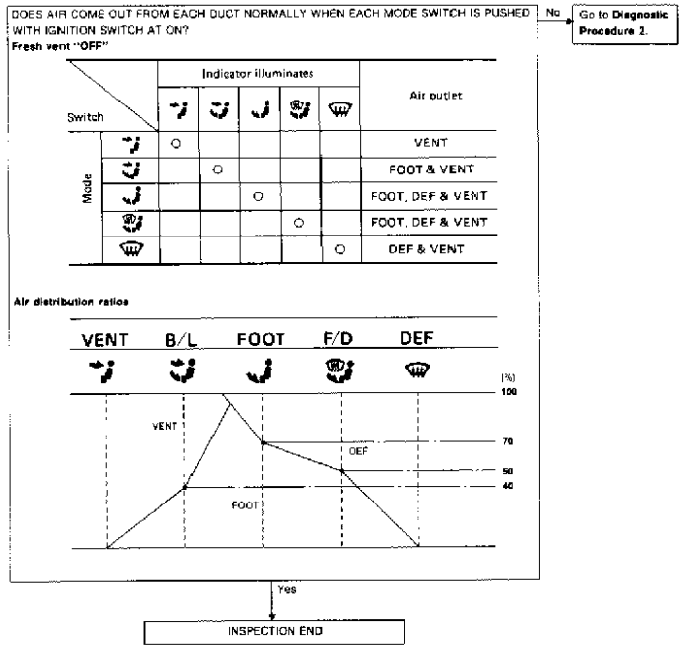 DOES AIR COME OUT FROM EACH DUCT NORMALLY WHEN EACH MODE SWITCH IS PUSHED
WITH IGNITION SWITCH AT ON?
Fresh vent "OFF"
No
Go to Diagnostic
Procedure 2.
Indicator illuminates
Air outlet
Switch
Mode
VENT
FOOT & VENT
FOOT, DEF & VENT
FOOT, DEF & VENT
DEF & VENT
Air distribution ratios
VENT B/L FOOT F/D DEF
(%)
100
VENT
70
DEF
50
40
FOOT
Yes
INSPECTION END